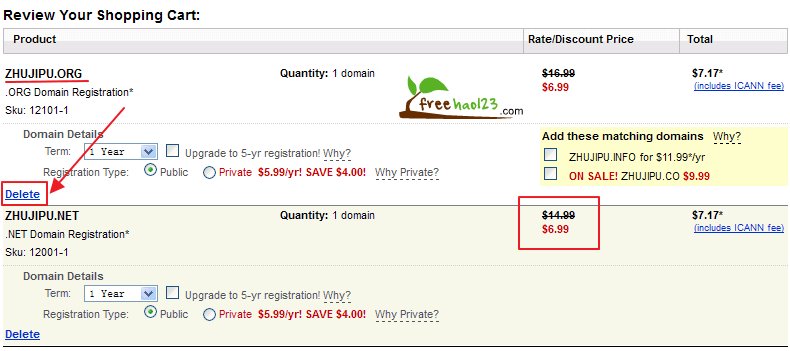 Review Your Shopping Cart:
Product Rate/Discount Price Total
ZHUJIPU.ORG Quantity: 1 domain $16.99 $7.17*
.ORG Domain Registration* $6.99 (includes ICANN fee)
Sku: 12101-1
freehao123.com
Domain Details Add these matching domains Why?
Term: 1 Year Upgrade to 5-yr registration! Why? ZHUJIPU.INFO for $11.99*/yr
Registration Type: Public Private $5.99/yr! SAVE $4.00! Why Private? ON SALE! ZHUJIPU.CO $9.99
Delete
ZHUJIPU.NET Quantity: 1 domain $14.99 $7.17*
.NET Domain Registration* $6.99 (includes ICANN fee)
Sku: 12001-1
Domain Details
Term: 1 Year Upgrade to 5-yr registration! Why?
Registration Type: Public Private $5.99/yr! SAVE $4.00! Why Private?
Delete